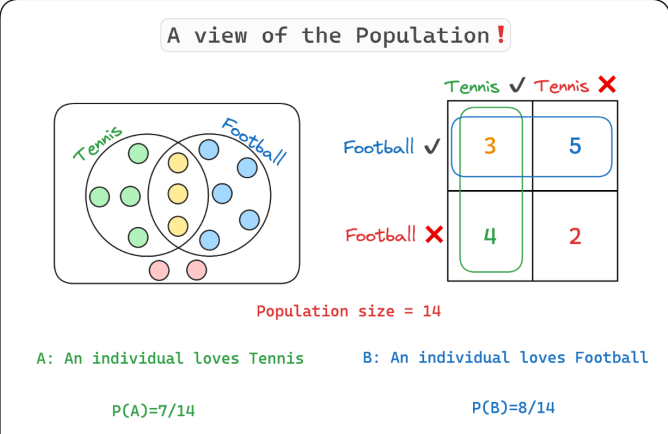 A view of the Population❗
Tennis ✔ Tennis ❌
Tennis
Football
Football ✔
3
5
Football ❌
4
2
Population size = 14
A: An individual loves Tennis
B: An individual loves Football
P(A)=7/14
P(B)=8/14